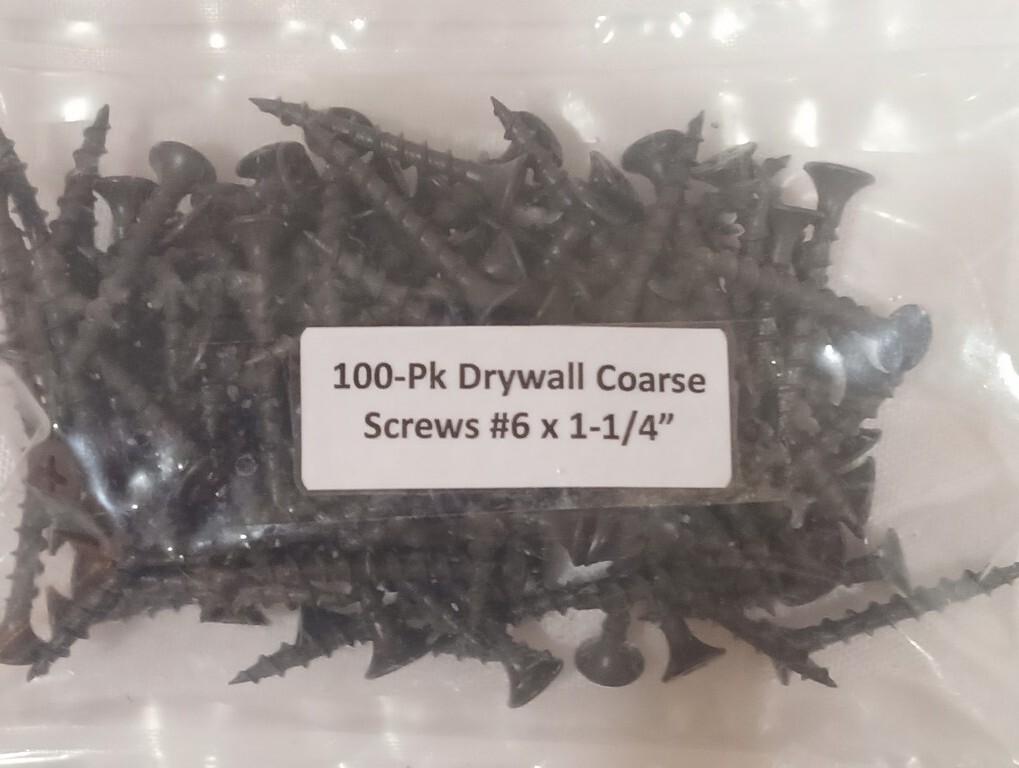 100-Pk Drywall Coarse
Screws #6 x 1-1/4”